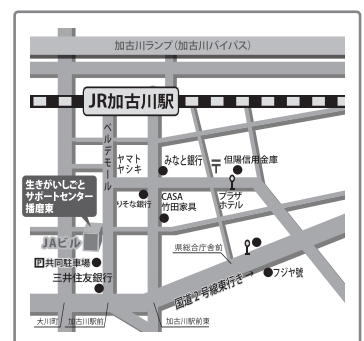 加古川ランプ(加古川バイパス)
JR加古川駅
ベルデモール
ヤマト
ヤシキ
みなと銀行
〒
但陽信用金庫
生きがいしごと
サポートセンター
播磨東
りそな銀行
CASA
竹田家具
プラザ
ホテル
JAビル
県総合庁舎前
P共同駐車場
三井住友銀行
フジヤ號
国道2号線東行き→
大川町
加古川駅前
加古川駅前東